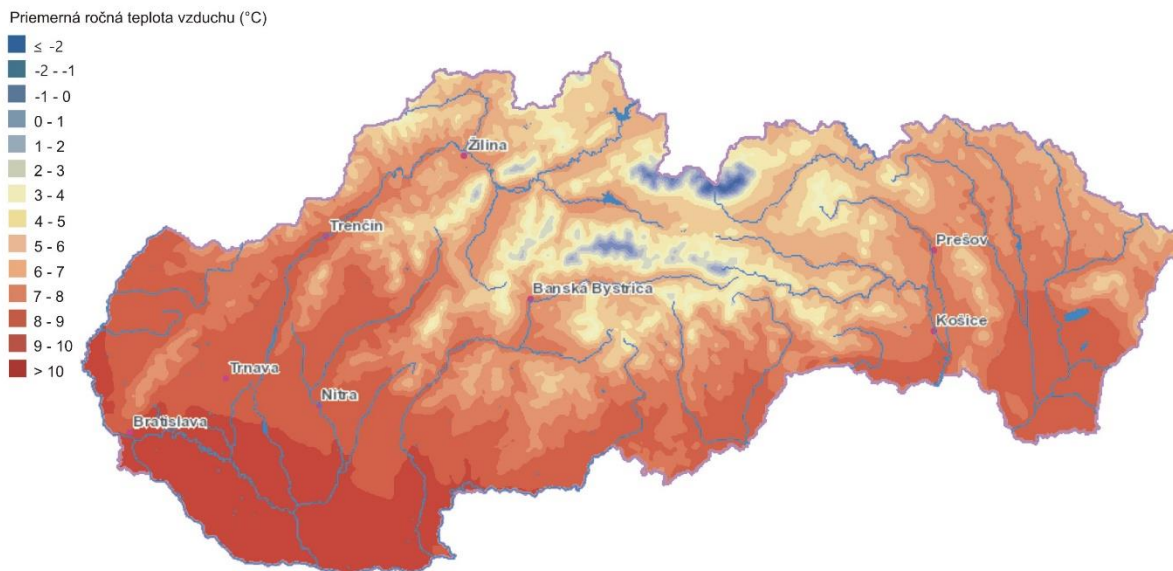 Priemerná ročná teplota vzduchu (°C)
≤ -2
-2 - -1
-1 - 0
0 - 1
1 - 2
2 - 3
3 - 4
4 - 5
5 - 6
6 - 7
7 - 8
8 - 9
9 - 10
> 10
Žilina
Trenčín
Prešov
Banská Bystrica
Košice
Trnava
Nitra
Bratislava